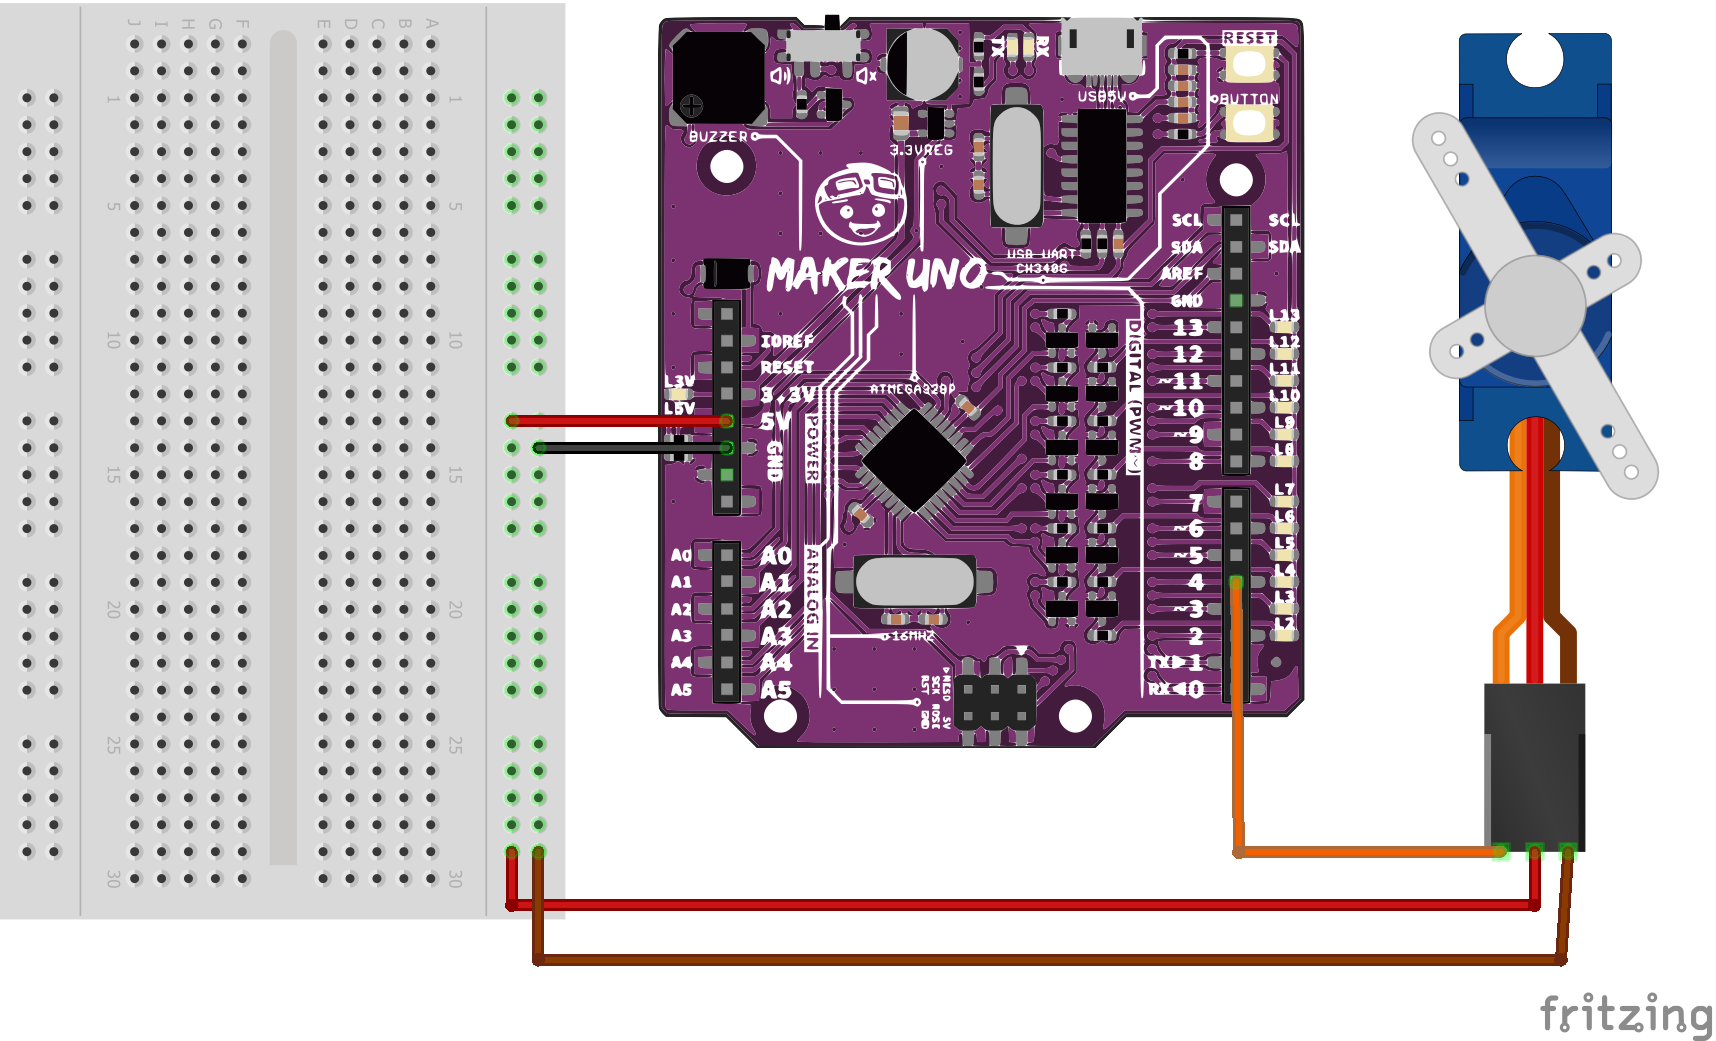 J I H G F E D C B A
1 1
5 5
10 10
15 15
20 20
25 25
30 30
BUZZER
3.3VREG
TX RX
USB5V
RESET
BUTTON
MAKER UNO
USB UART
CH340G
SCL SCL
SDA SDA
AREF
GND
13 L13
12 L12
~11 L11
~10 L10
~9 L9
8 L8
7 L7
~6 L6
~5 L5
4 L4
~3 L3
2 L2
TX▶1
RX◀0
DIGITAL (PWM~)
IOREF
RESET
L3V 3.3V
L5V 5V
GND
POWER
ATMEGA328P
A0 A0
A1 A1
A2 A2
A3 A3
A4 A4
A5 A5
ANALOG IN
16MHZ
MISO 5V
SCK MOSI
RST GND
fritzing